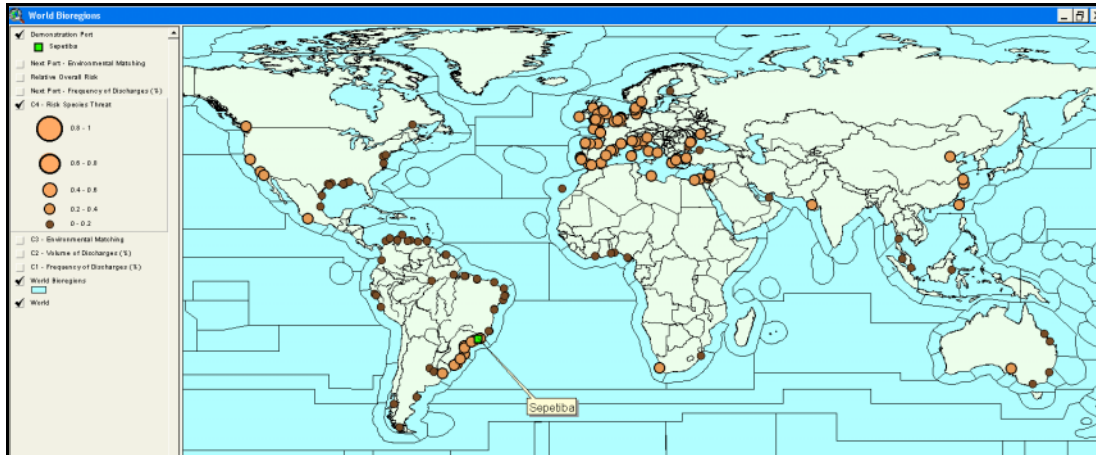 World Bioregions
Demonstration Port
Sepetiba
Next Port - Environmental Matching
Relative Overall Risk
Next Port - Frequency of Discharges (%)
C4 - Risk Species Threat
0.8 - 1
0.6 - 0.8
0.4 - 0.6
0.2 - 0.4
0 - 0.2
C3 - Environmental Matching
C2 - Volume of Discharges (%)
C1 - Frequency of Discharges (%)
World Bioregions
World
Sepetiba